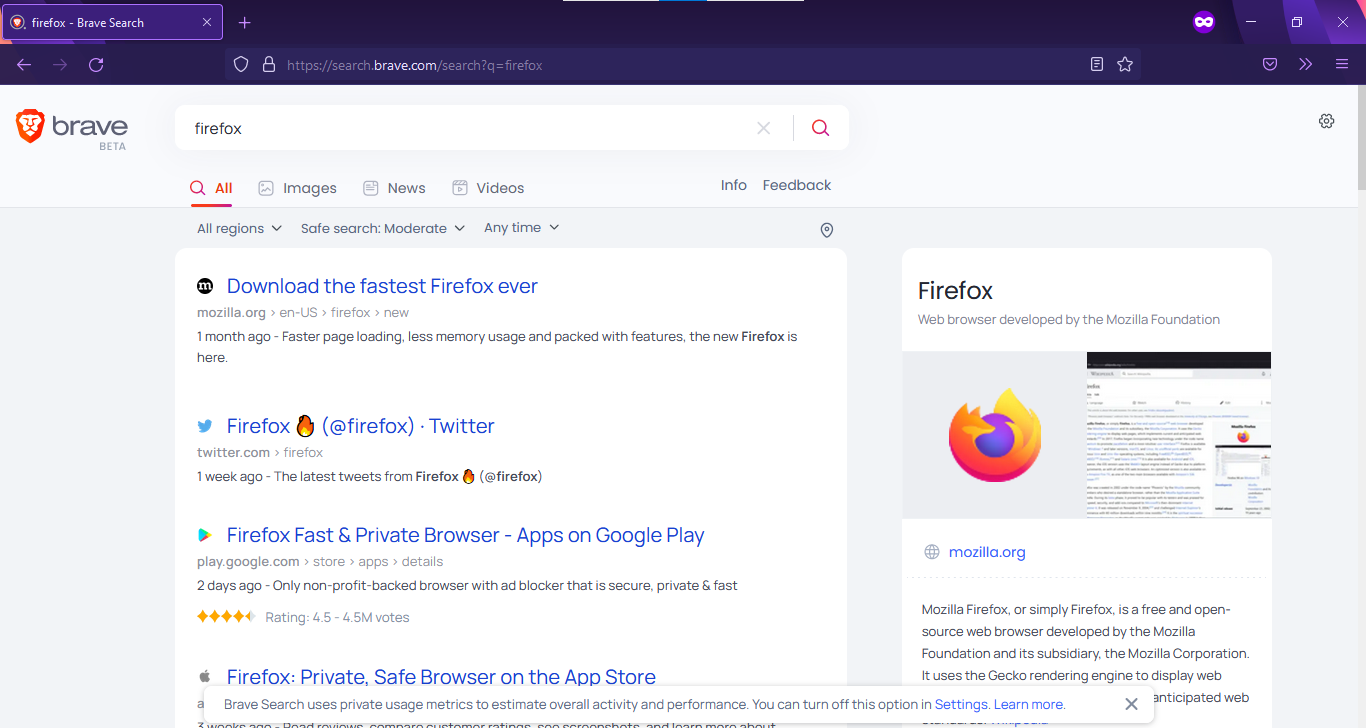 firefox - Brave Search
https://search.brave.com/search?q=firefox
brave
BETA
firefox
All Images News Videos Info Feedback
All regions Safe search: Moderate Any time
Download the fastest Firefox ever
mozilla.org › en-US › firefox › new
1 month ago - Faster page loading, less memory usage and packed with features, the new Firefox is
here.
Firefox 🔥 (@firefox) · Twitter
twitter.com › firefox
1 week ago - The latest tweets from Firefox 🔥 (@firefox)
Firefox Fast & Private Browser - Apps on Google Play
play.google.com › store › apps › details
2 days ago - Only non-profit-backed browser with ad blocker that is secure, private & fast
Rating: 4.5 - 4.5M votes
Firefox: Private, Safe Browser on the App Store
3 weeks ago - Read reviews, compare customer ratings, see screenshots, and learn more about
Firefox
Web browser developed by the Mozilla Foundation
mozilla.org
Mozilla Firefox, or simply Firefox, is a free and open-
source web browser developed by the Mozilla
Foundation and its subsidiary, the Mozilla Corporation.
It uses the Gecko rendering engine to display web
anticipated web
standards. Wikipedia
Brave Search uses private usage metrics to estimate overall activity and performance. You can turn off this option in Settings. Learn more.